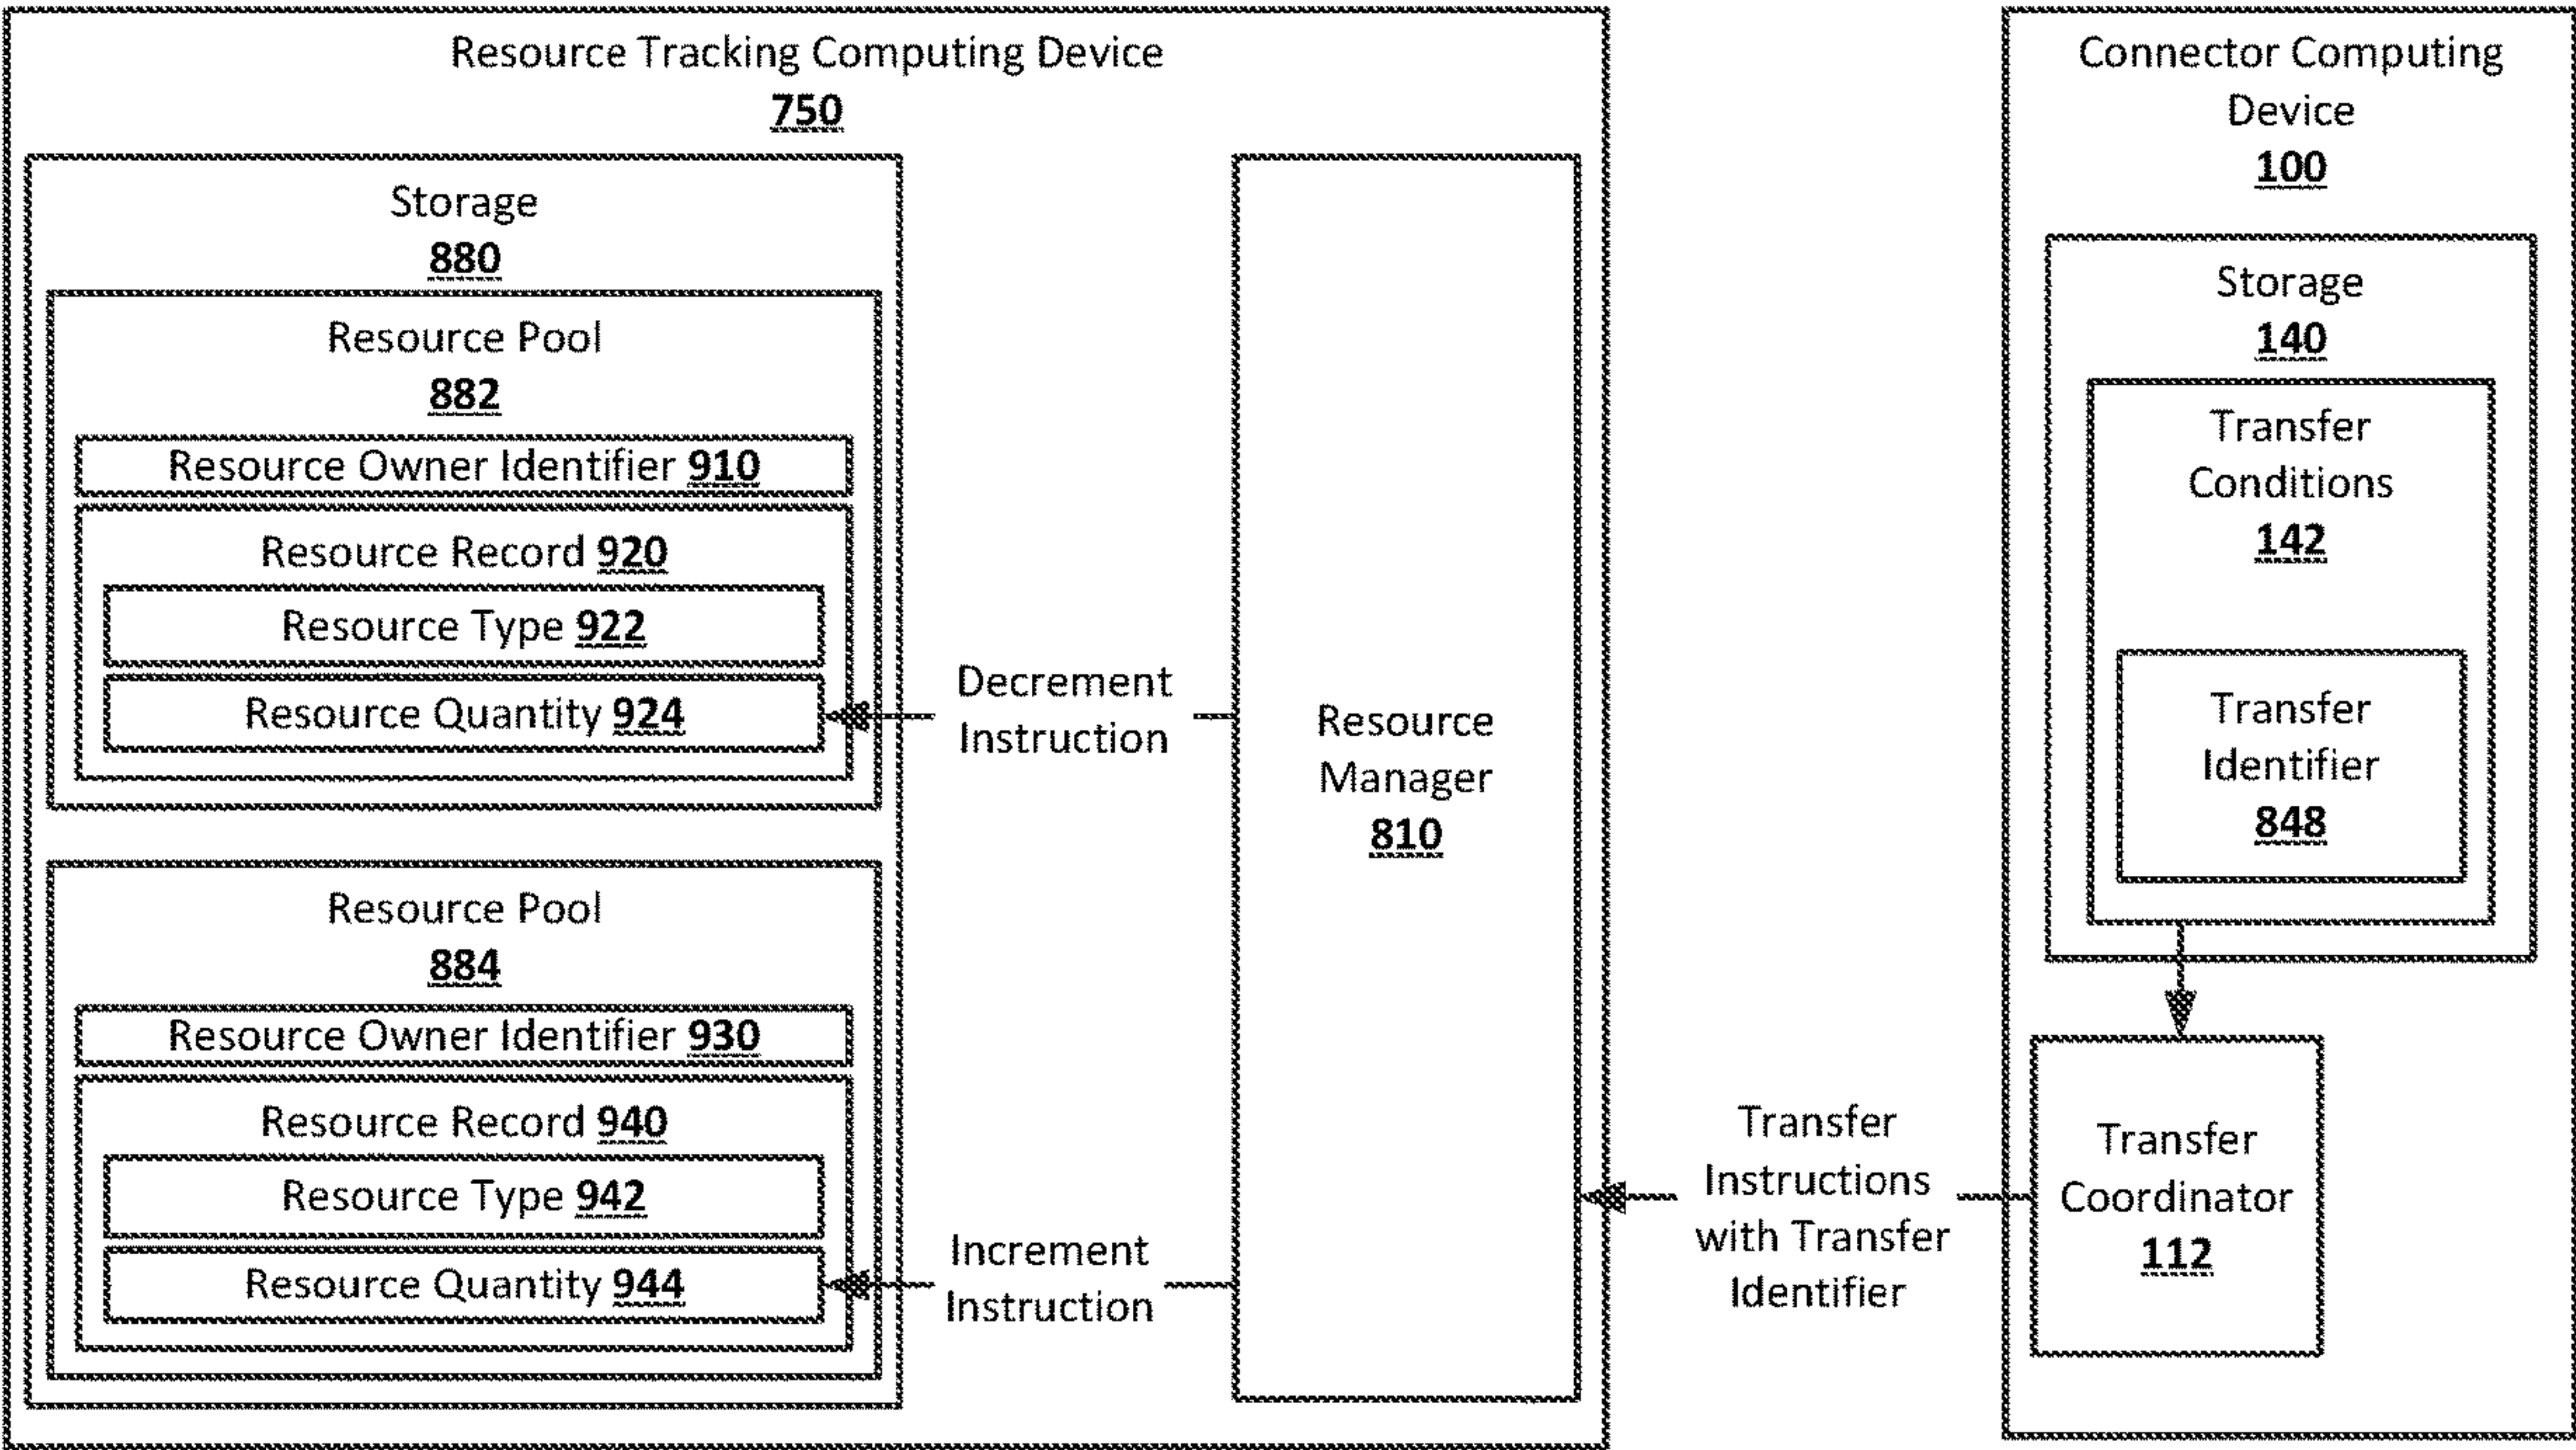 Resource Tracking Computing Device
750
Storage
880
Resource Pool
882
Resource Owner Identifier 910
Resource Record 920
Resource Type 922
Resource Quantity 924
Resource Pool
884
Resource Owner Identifier 930
Resource Record 940
Resource Type 942
Resource Quantity 944
Decrement
Instruction
Increment
Instruction
Resource
Manager
810
Transfer
Instructions
with Transfer
Identifier
Connector Computing
Device
100
Storage
140
Transfer
Conditions
142
Transfer
Identifier
848
Transfer
Coordinator
112